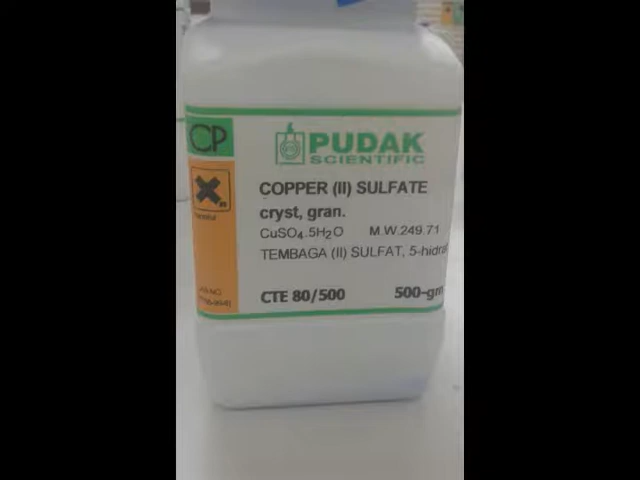 CP
PUDAK
SCIENTIFIC
COPPER (II) SULFATE
cryst, gran.
CuSO₄.5H₂O M.W.249.71
TEMBAGA (II) SULFAT, 5-hidra
CTE 80/500 500-gm